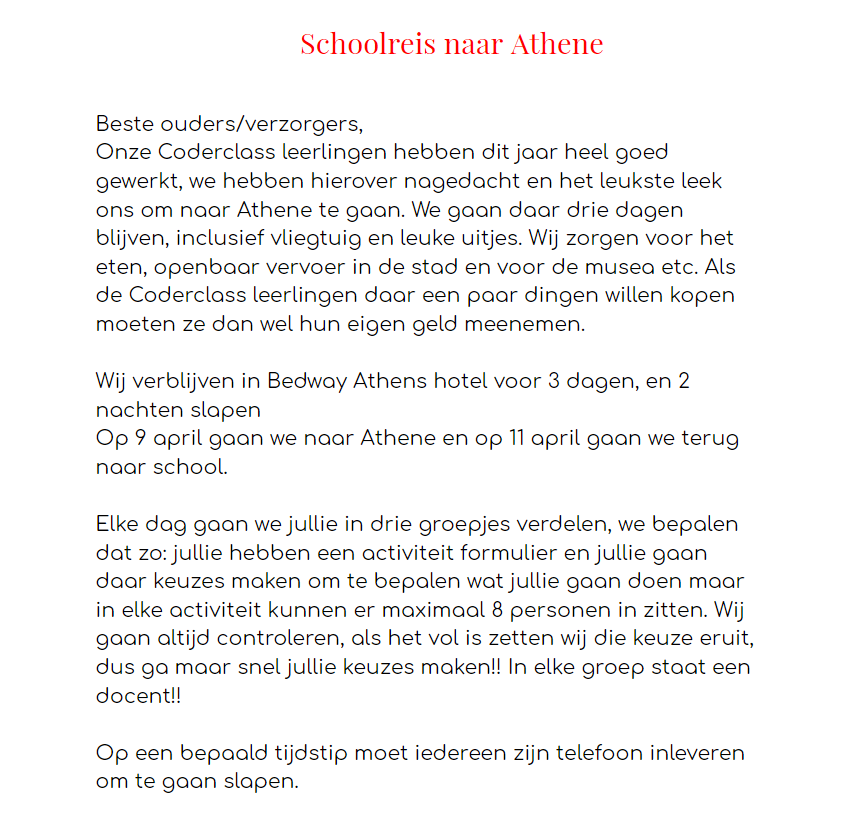 Schoolreis naar Athene
Beste ouders/verzorgers,
Onze Coderclass leerlingen hebben dit jaar heel goed
gewerkt, we hebben hierover nagedacht en het leukste leek
ons om naar Athene te gaan. We gaan daar drie dagen
blijven, inclusief vliegtuig en leuke uitjes. Wij zorgen voor het
eten, openbaar vervoer in de stad en voor de musea etc. Als
de Coderclass leerlingen daar een paar dingen willen kopen
moeten ze dan wel hun eigen geld meenemen.
Wij verblijven in Bedway Athens hotel voor 3 dagen, en 2
nachten slapen
Op 9 april gaan we naar Athene en op 11 april gaan we terug
naar school.
Elke dag gaan we jullie in drie groepjes verdelen, we bepalen
dat zo: jullie hebben een activiteit formulier en jullie gaan
daar keuzes maken om te bepalen wat jullie gaan doen maar
in elke activiteit kunnen er maximaal 8 personen in zitten. Wij
gaan altijd controleren, als het vol is zetten wij die keuze eruit,
dus ga maar snel jullie keuzes maken!! In elke groep staat een
docent!!
Op een bepaald tijdstip moet iedereen zijn telefoon inleveren
om te gaan slapen.